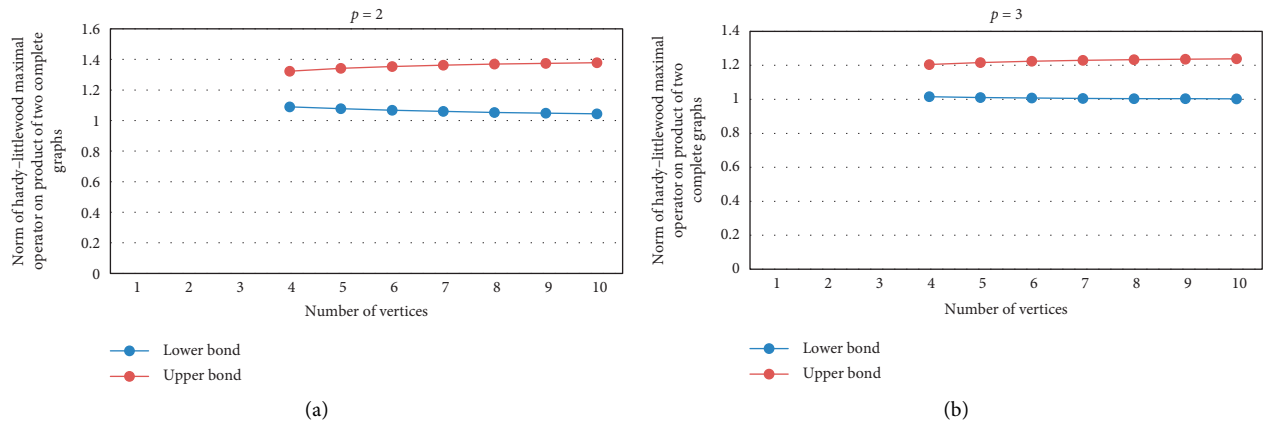 p = 2
Norm of hardy–littlewood maximal
operator on product of two complete
graphs
1.6
1.4
1.2
1
0.8
0.6
0.4
0.2
0
1 2 3 4 5 6 7 8 9 10
Number of vertices
Lower bond
Upper bond
(a)
p = 3
Norm of hardy–littlewood maximal
operator on product of two
complete graphs
1.4
1.2
1
0.8
0.6
0.4
0.2
0
1 2 3 4 5 6 7 8 9 10
Number of vertices
Lower bond
Upper bond
(b)